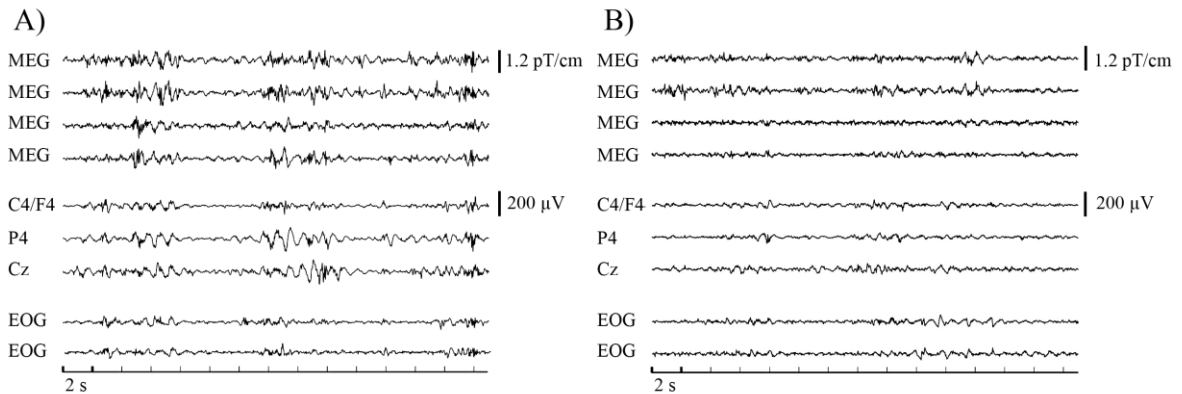 A)
MEG
1.2 pT/cm
MEG
MEG
MEG
C4/F4
200 µV
P4
Cz
EOG
EOG
2 s
B)
MEG
1.2 pT/cm
MEG
MEG
MEG
C4/F4
200 µV
P4
Cz
EOG
EOG
2 s